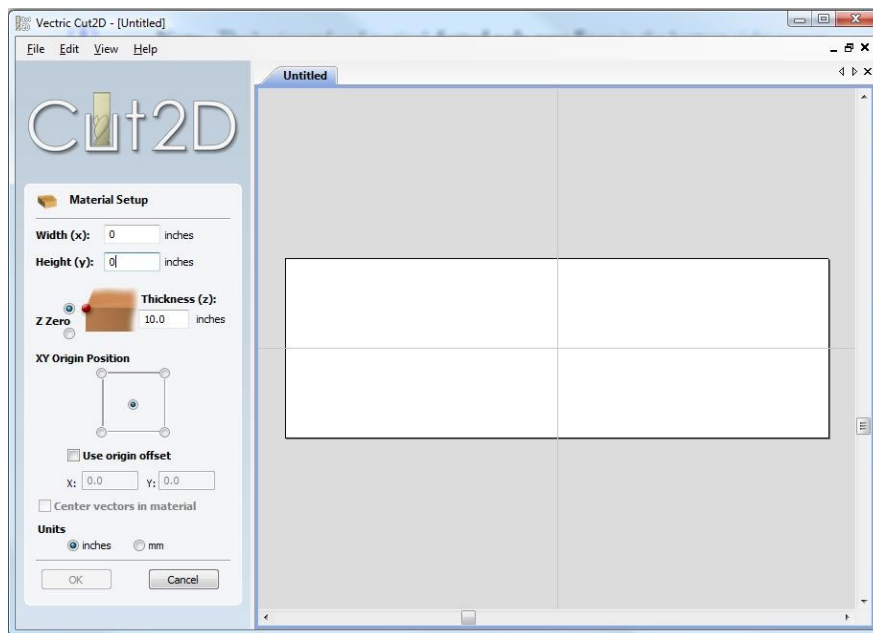 Vectric Cut2D - [Untitled]
File Edit View Help
Untitled
Cut2D
Material Setup
Width (x): 0 inches
Height (y): 0 inches
Thickness (z):
Z Zero 10.0 inches
XY Origin Position
Use origin offset
X: 0.0 Y: 0.0
Center vectors in material
Units
inches mm
OK Cancel